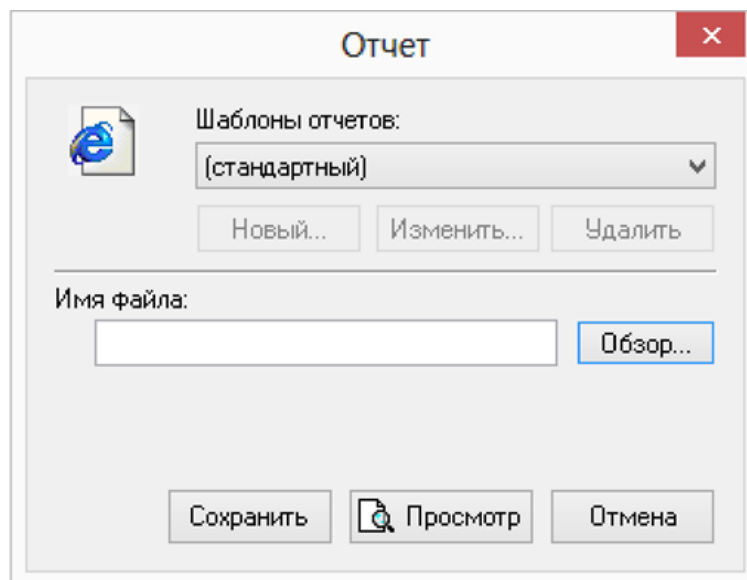 Отчет
Шаблоны отчетов:
(стандартный)
Новый... Изменить... Удалить
Имя файла:
Обзор...
Сохранить Просмотр Отмена